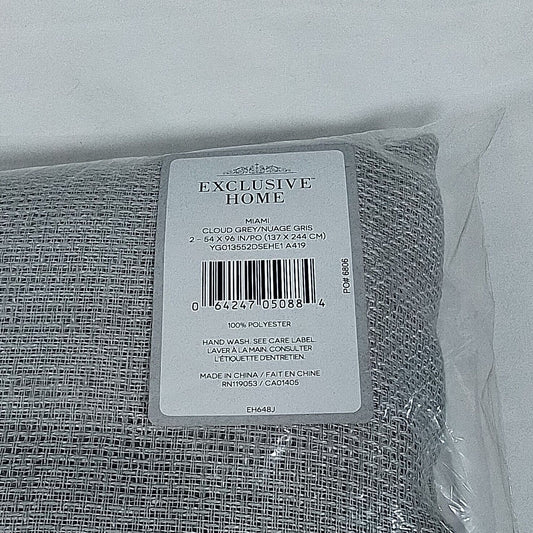 EXCLUSIVE™
HOME
MIAMI
CLOUD GREY/NUAGE GRIS
2 – 54 X 96 IN/PO (137 X 244 CM)
YG013552DSEHE1 A419
0 64247 05088 4
PO# 6806
100% POLYESTER
HAND WASH. SEE CARE LABEL.
LAVER À LA MAIN. CONSULTER
L'ÉTIQUETTE D'ENTRETIEN.
MADE IN CHINA / FAIT EN CHINE
RN119053 / CA01405
EH648J